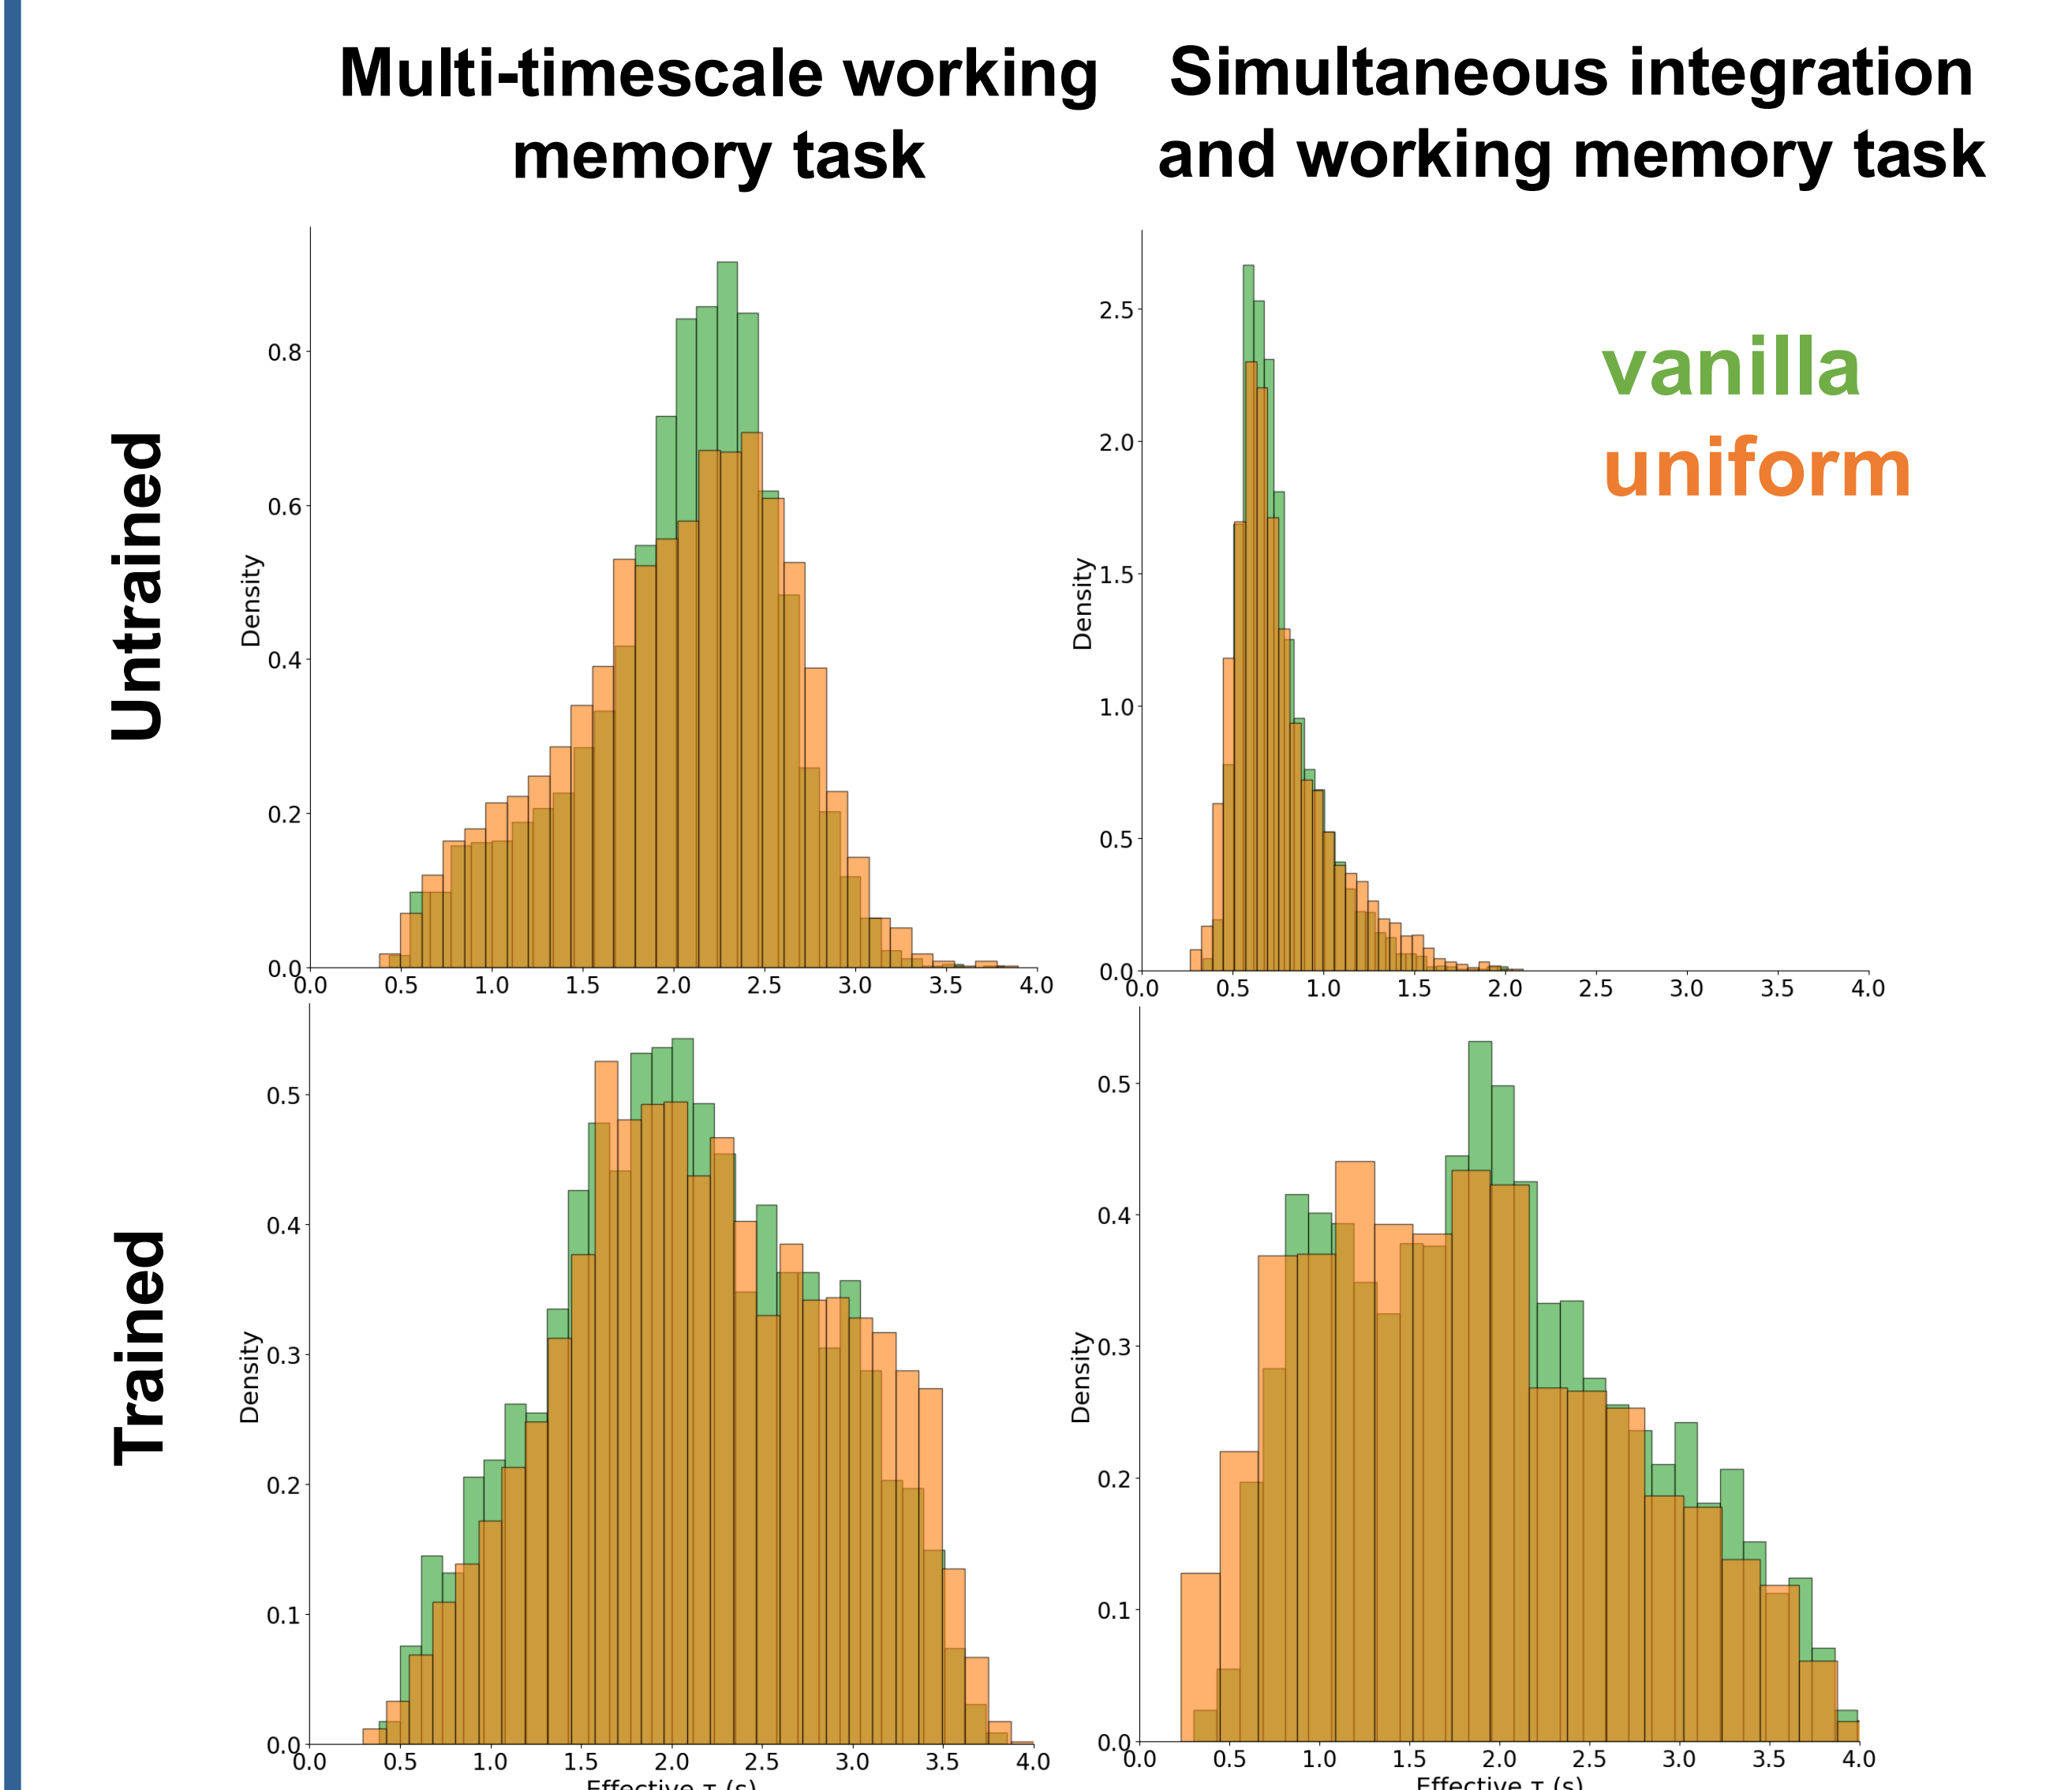 Multi-timescale working
memory task
Simultaneous integration
and working memory task
Untrained
Density
0.8
0.6
0.4
0.2
0.0
0.0 0.5 1.0 1.5 2.0 2.5 3.0 3.5 4.0
Density
2.5
2.0
1.5
1.0
0.5
0.0
0.0 0.5 1.0 1.5 2.0 2.5 3.0 3.5 4.0
vanilla
uniform
Trained
Density
0.5
0.4
0.3
0.2
0.1
0.0
0.0 0.5 1.0 1.5 2.0 2.5 3.0 3.5 4.0
Effective τ (s)
Density
0.5
0.4
0.3
0.2
0.1
0.0
0.0 0.5 1.0 1.5 2.0 2.5 3.0 3.5 4.0
Effective τ (s)